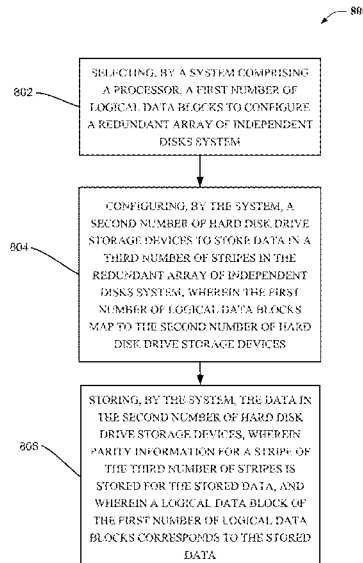 80
802
SELECTING, BY A SYSTEM COMPRISING
A PROCESSOR, A FIRST NUMBER OF
LOGICAL DATA BLOCKS TO CONFIGURE
A REDUNDANT ARRAY OF INDEPENDENT
DISKS SYSTEM
804
CONFIGURING, BY THE SYSTEM, A
SECOND NUMBER OF HARD DISK DRIVE
STORAGE DEVICES TO STORE DATA IN A
THIRD NUMBER OF STRIPES IN THE
REDUNDANT ARRAY OF INDEPENDENT
DISKS SYSTEM, WHEREIN THE FIRST
NUMBER OF LOGICAL DATA BLOCKS
MAP TO THE SECOND NUMBER OF HARD
DISK DRIVE STORAGE DEVICES
806
STORING, BY THE SYSTEM, THE DATA IN
THE SECOND NUMBER OF HARD DISK
DRIVE STORAGE DEVICES, WHEREIN
PARITY INFORMATION FOR A STRIPE OF
THE THIRD NUMBER OF STRIPES IS
STORED FOR THE STORED DATA, AND
WHEREIN A LOGICAL DATA BLOCK OF
THE FIRST NUMBER OF LOGICAL DATA
BLOCKS CORRESPONDS TO THE STORED
DATA